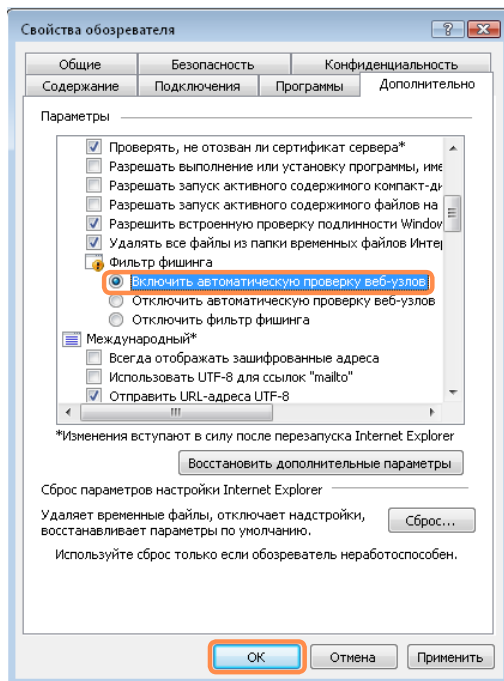 Свойства обозревателя
Общие Безопасность Конфиденциальность
Содержание Подключения Программы Дополнительно
Параметры
Проверять, не отозван ли сертификат сервера*
Разрешать выполнение или установку программы, име
Разрешать запуск активного содержимого компакт-ди
Разрешать запуск активного содержимого файлов на
Разрешить встроенную проверку подлинности Window
Удалять все файлы из папки временных файлов Интер
Фильтр фишинга
Включить автоматическую проверку веб-узлов
Отключить автоматическую проверку веб-узлов
Отключить фильтр фишинга
Международный*
Всегда отображать зашифрованные адреса
Использовать UTF-8 для ссылок "mailto"
Отправить URL-адреса UTF-8
*Изменения вступают в силу после перезапуска Internet Explorer
Восстановить дополнительные параметры
Сброс параметров настройки Internet Explorer
Удаляет временные файлы, отключает надстройки,
восстанавливает параметры по умолчанию.
Сброс...
Используйте сброс только если обозреватель неработоспособен.
OK Отмена Применить